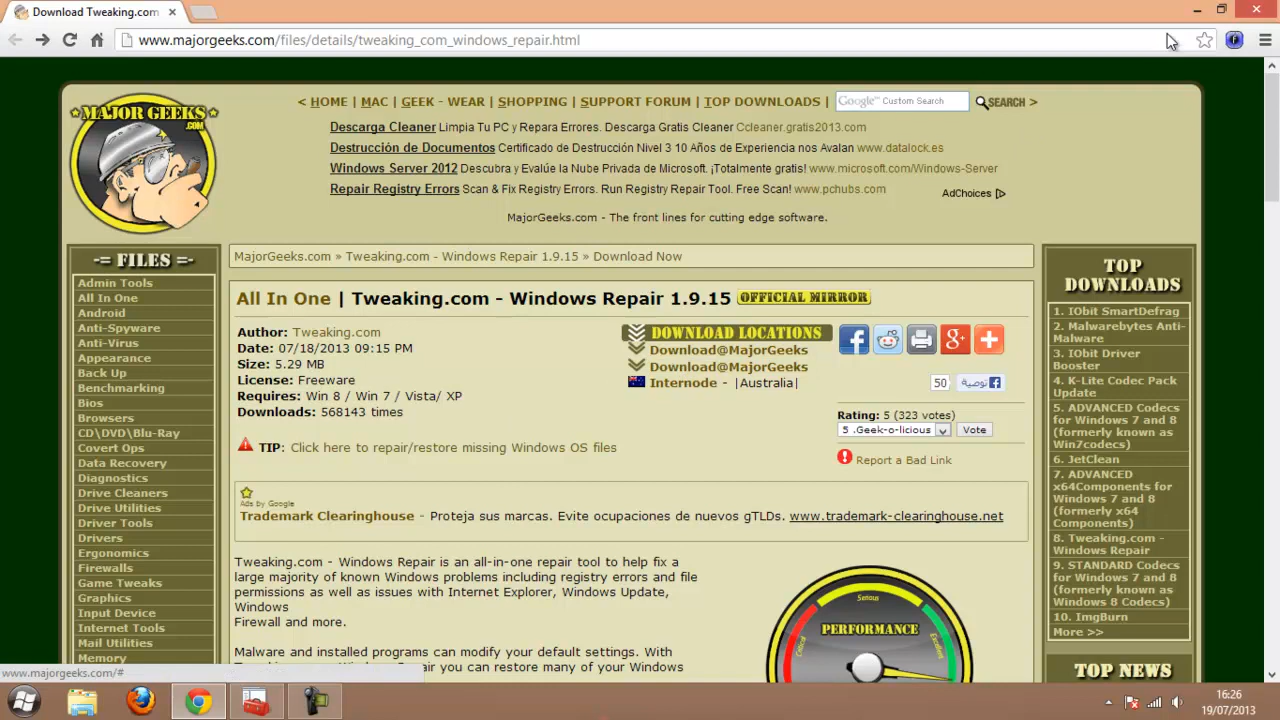 Download Tweaking.com
www.majorgeeks.com/files/details/tweaking_com_windows_repair.html
MAJOR GEEKS
.COM
< HOME | MAC | GEEK - WEAR | SHOPPING | SUPPORT FORUM | TOP DOWNLOADS | Google™ Custom Search SEARCH >
Descarga Cleaner Limpia Tu PC y Repara Errores. Descarga Gratis Cleaner Ccleaner.gratis2013.com
Destrucción de Documentos Certificado de Destrucción Nivel 3 10 Años de Experiencia nos Avalan www.datalock.es
Windows Server 2012 Descubra y Evalúe la Nube Privada de Microsoft. ¡Totalmente gratis! www.microsoft.com/Windows-Server
Repair Registry Errors Scan & Fix Registry Errors. Run Registry Repair Tool. Free Scan! www.pchubs.com
AdChoices
MajorGeeks.com - The front lines for cutting edge software.
-= FILES =-
Admin Tools
All In One
Android
Anti-Spyware
Anti-Virus
Appearance
Back Up
Benchmarking
Bios
Browsers
CD\DVD\Blu-Ray
Covert Ops
Data Recovery
Diagnostics
Drive Cleaners
Drive Utilities
Driver Tools
Drivers
Ergonomics
Firewalls
Game Tweaks
Graphics
Input Device
Internet Tools
Mail Utilities
Memory
MajorGeeks.com » Tweaking.com - Windows Repair 1.9.15 » Download Now
All In One | Tweaking.com - Windows Repair 1.9.15 OFFICIAL MIRROR
Author: Tweaking.com
Date: 07/18/2013 09:15 PM
Size: 5.29 MB
License: Freeware
Requires: Win 8 / Win 7 / Vista/ XP
Downloads: 568143 times
DOWNLOAD LOCATIONS
Download@MajorGeeks
Download@MajorGeeks
Internode - |Australia|
50 توصية
Rating: 5 (323 votes)
5 .Geek-o-licious Vote
Report a Bad Link
TIP: Click here to repair/restore missing Windows OS files
Ads by Google
Trademark Clearinghouse - Proteja sus marcas. Evite ocupaciones de nuevos gTLDs. www.trademark-clearinghouse.net
Tweaking.com - Windows Repair is an all-in-one repair tool to help fix a
large majority of known Windows problems including registry errors and file
permissions as well as issues with Internet Explorer, Windows Update,
Windows
Firewall and more.
Malware and installed programs can modify your default settings. With
you can restore many of your Windows
Serious
PERFORMANCE
Critical
Excellent
TOP
DOWNLOADS
1. IObit SmartDefrag
2. Malwarebytes Anti-
Malware
3. IObit Driver
Booster
4. K-Lite Codec Pack
Update
5. ADVANCED Codecs
for Windows 7 and 8
(formerly known as
Win7codecs)
6. JetClean
7. ADVANCED
x64Components for
Windows 7 and 8
(formerly x64
Components)
8. Tweaking.com -
Windows Repair
9. STANDARD Codecs
for Windows 7 and 8
(formerly known as
Windows 8 Codecs)
10. ImgBurn
More >>
TOP NEWS
www.majorgeeks.com/#
16:26
19/07/2013